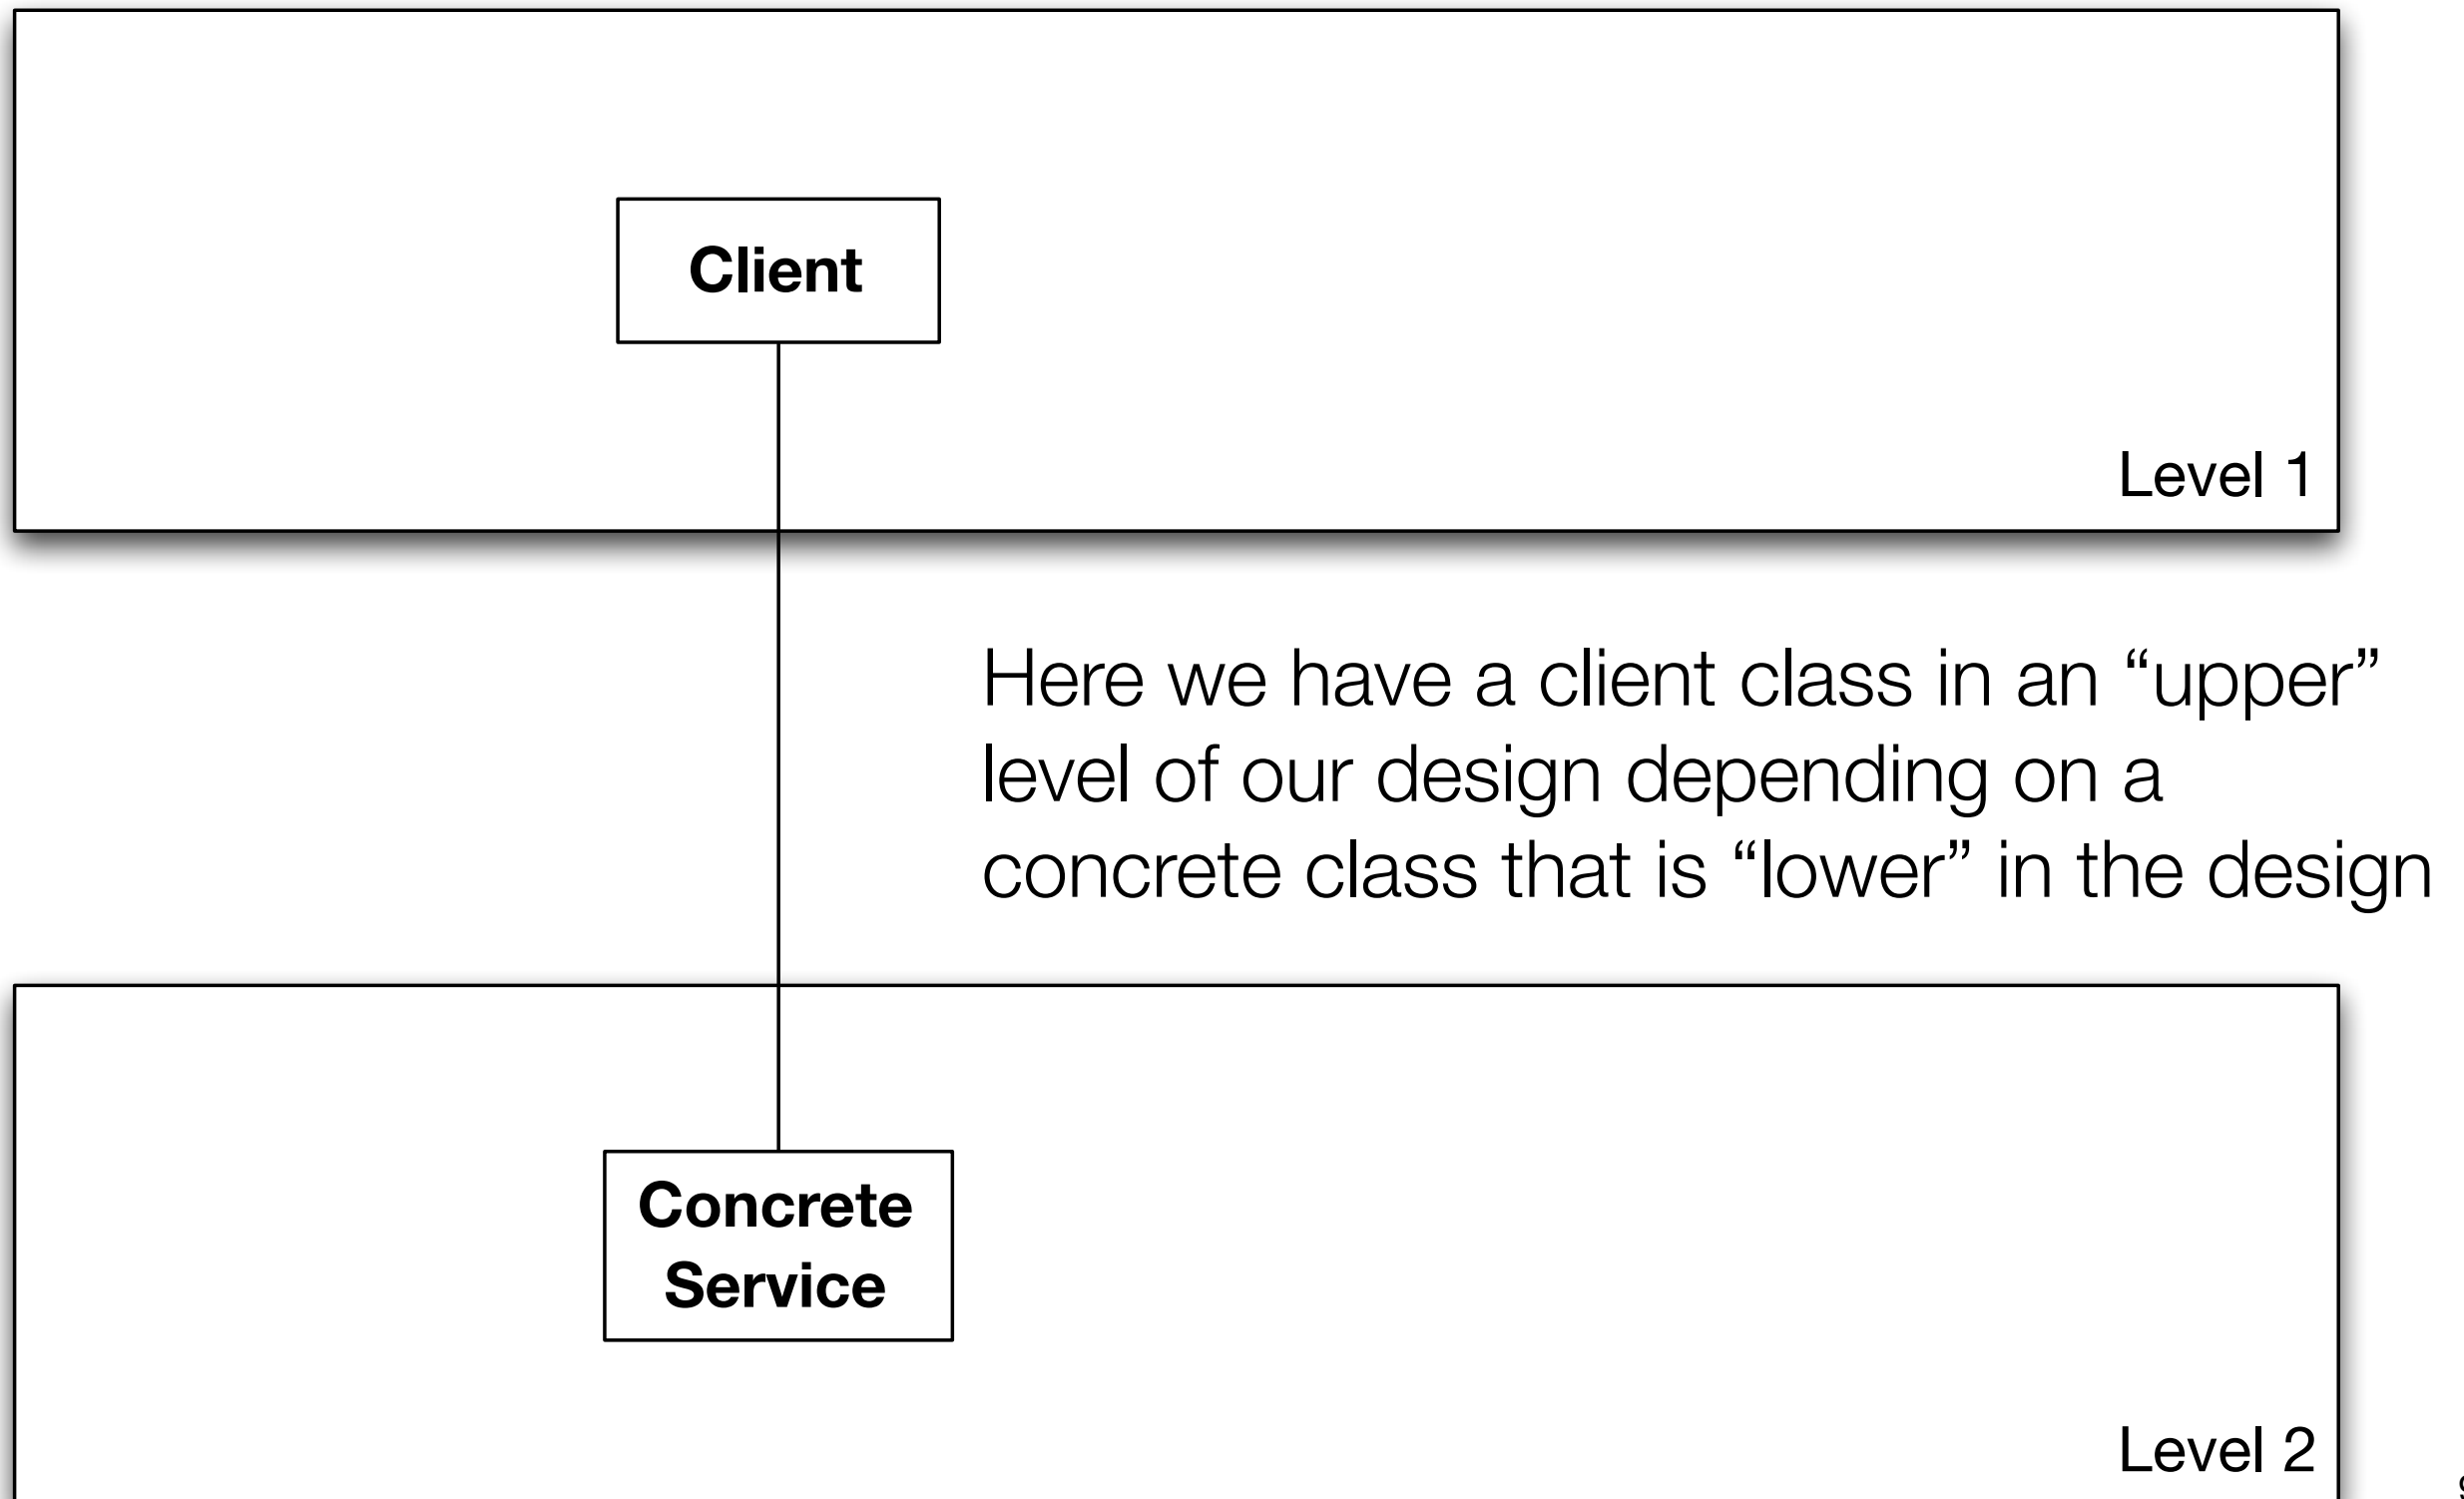 Client
Level 1
Here we have a client class in an “upper”
level of our design depending on a
concrete class that is “lower” in the design
Concrete
Service
Level 2